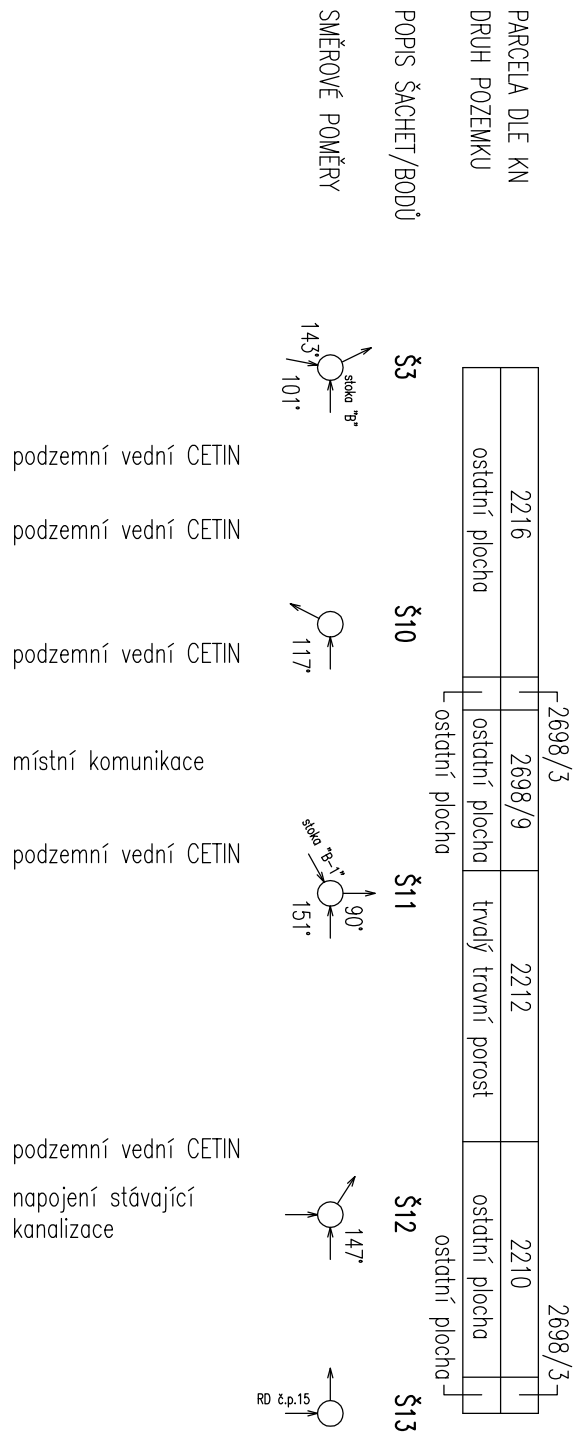 PARCELA DLE KN
DRUH POZEMKU
POPIS ŠACHET/BODŮ
SMĚROVÉ POMĚRY
2216
2698/3
2698/9
2212
2210
2698/3
ostatní plocha
ostatní plocha
ostatní plocha
trvalý travní porost
ostatní plocha
ostatní plocha
Š3
Š10
Š11
Š12
Š13
143°
101°
stoka "B"
117°
stoka "B-1"
90°
151°
147°
RD č.p.15
podzemní vední CETIN
podzemní vední CETIN
podzemní vední CETIN
místní komunikace
podzemní vední CETIN
podzemní vední CETIN
napojení stávající
kanalizace